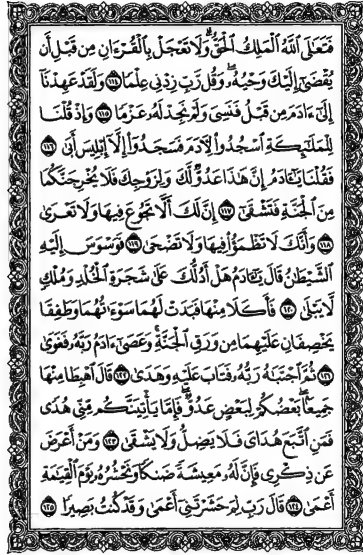 فَتَعَٰلَى ٱللَّهُ ٱلْمَلِكُ ٱلْحَقُّ ۗ وَلَا تَعْجَلْ بِٱلْقُرْءَانِ مِن قَبْلِ أَن
يُقْضَىٰٓ إِلَيْكَ وَحْيُهُۥ ۖ وَقُل رَّبِّ زِدْنِى عِلْمًا ١١٤ وَلَقَدْ عَهِدْنَآ
إِلَىٰٓ ءَادَمَ مِن قَبْلُ فَنَسِىَ وَلَمْ نَجِدْ لَهُۥ عَزْمًا ١١٥ وَإِذْ قُلْنَا
لِلْمَلَٰٓئِكَةِ ٱسْجُدُوا۟ لِءَادَمَ فَسَجَدُوٓا۟ إِلَّآ إِبْلِيسَ أَبَىٰ ١١٦
فَقُلْنَا يَٰٓـَٔادَمُ إِنَّ هَٰذَا عَدُوٌّ لَّكَ وَلِزَوْجِكَ فَلَا يُخْرِجَنَّكُمَا
مِنَ ٱلْجَنَّةِ فَتَشْقَىٰٓ ١١٧ إِنَّ لَكَ أَلَّا تَجُوعَ فِيهَا وَلَا تَعْرَىٰ
١١٨ وَأَنَّكَ لَا تَظْمَؤُا۟ فِيهَا وَلَا تَضْحَىٰ ١١٩ فَوَسْوَسَ إِلَيْهِ
ٱلشَّيْطَٰنُ قَالَ يَٰٓـَٔادَمُ هَلْ أَدُلُّكَ عَلَىٰ شَجَرَةِ ٱلْخُلْدِ وَمُلْكٍ
لَّا يَبْلَىٰ ١٢٠ فَأَكَلَا مِنْهَا فَبَدَتْ لَهُمَا سَوْءَٰتُهُمَا وَطَفِقَا
يَخْصِفَانِ عَلَيْهِمَا مِن وَرَقِ ٱلْجَنَّةِ ۚ وَعَصَىٰٓ ءَادَمُ رَبَّهُۥ فَغَوَىٰ
١٢١ ثُمَّ ٱجْتَبَٰهُ رَبُّهُۥ فَتَابَ عَلَيْهِ وَهَدَىٰ ١٢٢ قَالَ ٱهْبِطَا مِنْهَا
جَمِيعًۢا ۖ بَعْضُكُمْ لِبَعْضٍ عَدُوٌّ ۖ فَإِمَّا يَأْتِيَنَّكُم مِّنِّى هُدًى
فَمَنِ ٱتَّبَعَ هُدَاىَ فَلَا يَضِلُّ وَلَا يَشْقَىٰ ١٢٣ وَمَنْ أَعْرَضَ
عَن ذِكْرِى فَإِنَّ لَهُۥ مَعِيشَةً ضَنكًا وَنَحْشُرُهُۥ يَوْمَ ٱلْقِيَٰمَةِ
أَعْمَىٰ ١٢٤ قَالَ رَبِّ لِمَ حَشَرْتَنِىٓ أَعْمَىٰ وَقَدْ كُنتُ بَصِيرًا ١٢٥